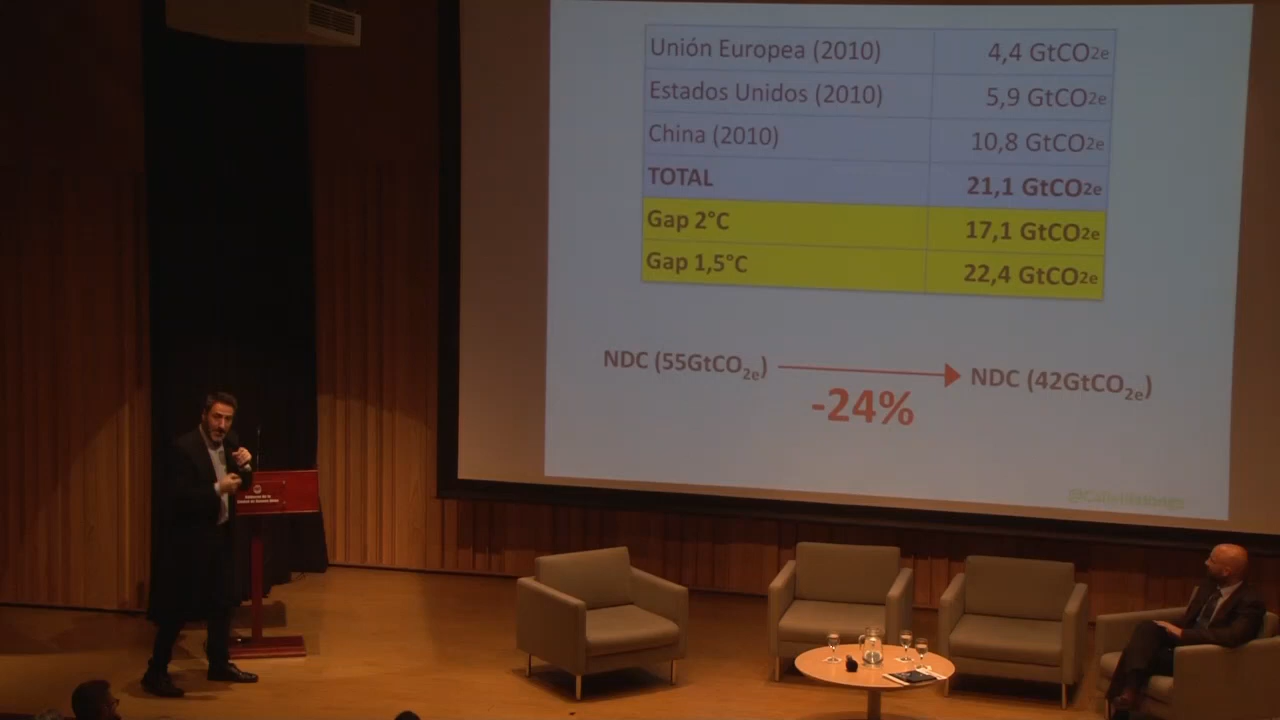 Unión Europea (2010) 4,4 GtCO2e
Estados Unidos (2010) 5,9 GtCO2e
China (2010) 10,8 GtCO2e
TOTAL 21,1 GtCO2e
Gap 2°C 17,1 GtCO2e
Gap 1,5°C 22,4 GtCO2e
NDC (55GtCO2e) NDC (42GtCO2e)
-24%